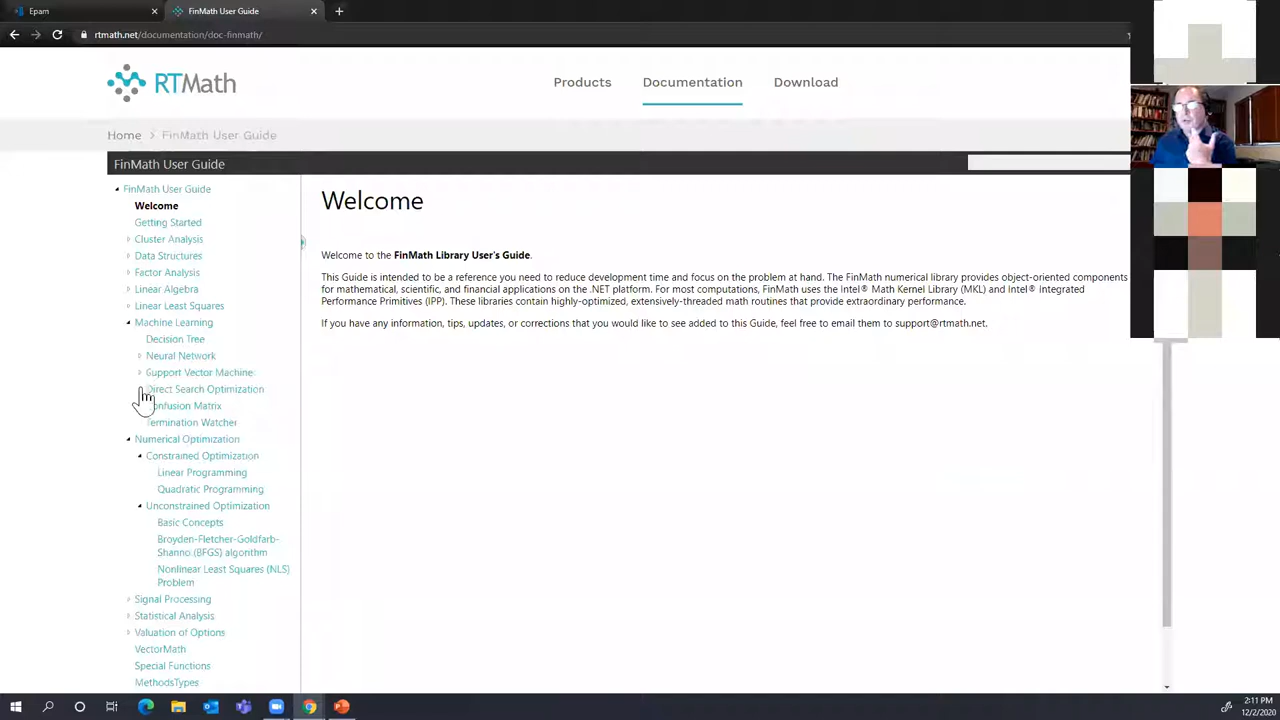 Epam
FinMath User Guide
rtmath.net/documentation/doc-finmath/
RTMath
Products
Documentation
Download
Home
FinMath User Guide
FinMath User Guide
FinMath User Guide
Welcome
Getting Started
Cluster Analysis
Data Structures
Factor Analysis
Linear Algebra
Linear Least Squares
Machine Learning
Decision Tree
Neural Network
Support Vector Machine
Direct Search Optimization
Confusion Matrix
Termination Watcher
Numerical Optimization
Constrained Optimization
Linear Programming
Quadratic Programming
Unconstrained Optimization
Basic Concepts
Broyden-Fletcher-Goldfarb-
Shanno (BFGS) algorithm
Nonlinear Least Squares (NLS)
Problem
Signal Processing
Statistical Analysis
Valuation of Options
VectorMath
Special Functions
MethodsTypes
Welcome
Welcome to the FinMath Library User's Guide.
This Guide is intended to be a reference you need to reduce development time and focus on the problem at hand. The FinMath numerical library provides object-oriented components
for mathematical, scientific, and financial applications on the .NET platform. For most computations, FinMath uses the Intel® Math Kernel Library (MKL) and Intel® Integrated
Performance Primitives (IPP). These libraries contain highly-optimized, extensively-threaded math routines that provide extraordinary performance.
If you have any information, tips, updates, or corrections that you would like to see added to this Guide, feel free to email them to support@rtmath.net.
2:11 PM
12/2/2020